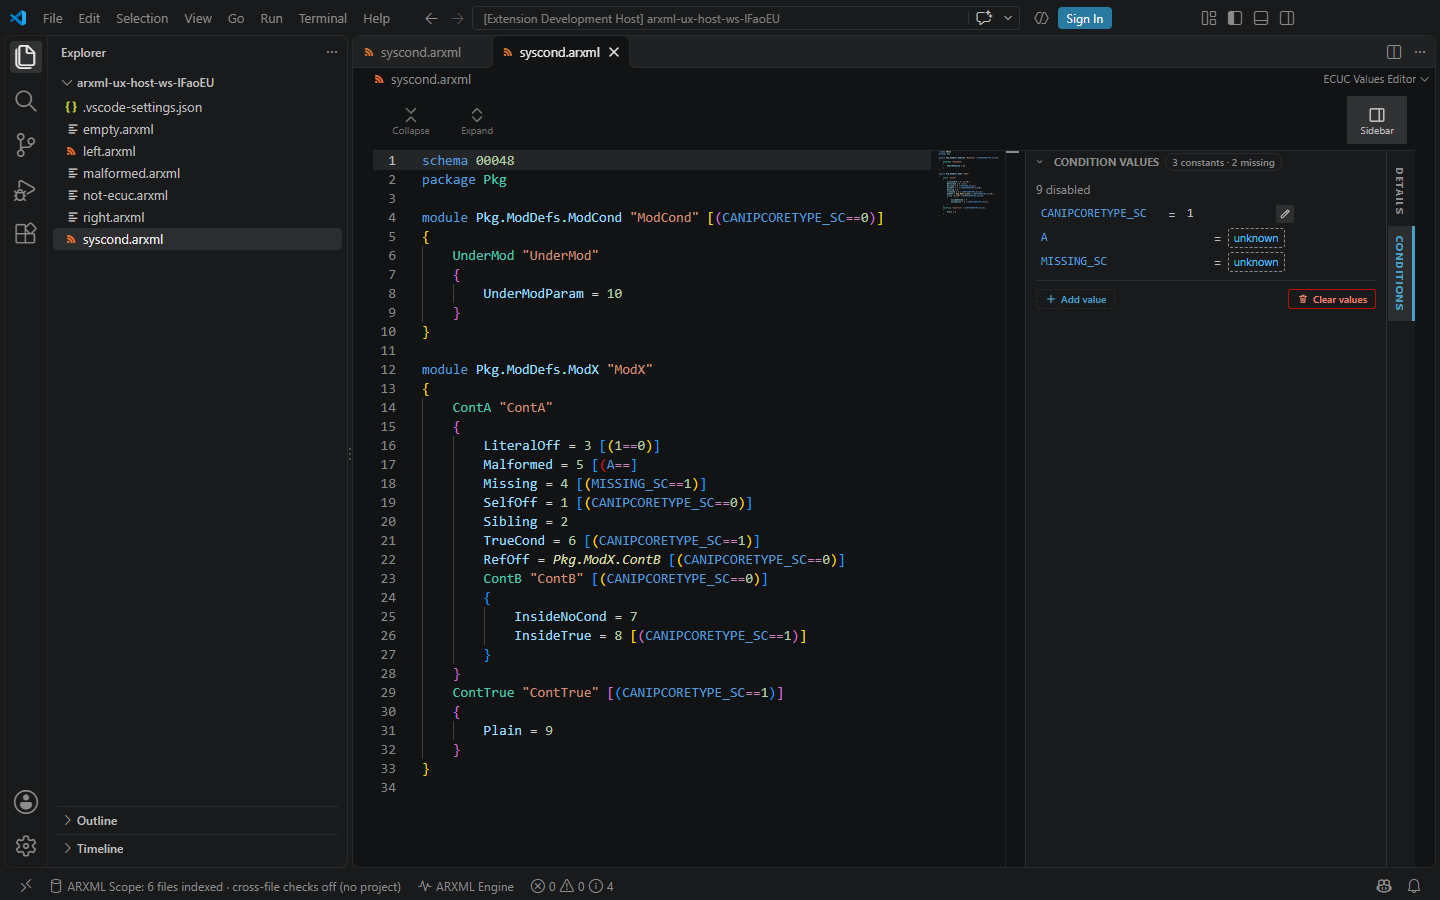 File Edit Selection View Go Run Terminal Help
[Extension Development Host] arxml-ux-host-ws-lFaoEU
Sign In
Explorer
arxml-ux-host-ws-lFaoEU
{} .vscode-settings.json
empty.arxml
left.arxml
malformed.arxml
not-ecuc.arxml
right.arxml
syscond.arxml
Outline
Timeline
syscond.arxml
syscond.arxml
syscond.arxml
ECUC Values Editor
Collapse
Expand
Sidebar
1 schema 00048
2 package Pkg
3
4 module Pkg.ModDefs.ModCond "ModCond" [(CANIPCORETYPE_SC==0)]
5 {
6 UnderMod "UnderMod"
7 {
8 UnderModParam = 10
9 }
10 }
11
12 module Pkg.ModDefs.ModX "ModX"
13 {
14 ContA "ContA"
15 {
16 LiteralOff = 3 [(1==0)]
17 Malformed = 5 [(A==]
18 Missing = 4 [(MISSING_SC==1)]
19 SelfOff = 1 [(CANIPCORETYPE_SC==0)]
20 Sibling = 2
21 TrueCond = 6 [(CANIPCORETYPE_SC==1)]
22 RefOff = Pkg.ModX.ContB [(CANIPCORETYPE_SC==0)]
23 ContB "ContB" [(CANIPCORETYPE_SC==0)]
24 {
25 InsideNoCond = 7
26 InsideTrue = 8 [(CANIPCORETYPE_SC==1)]
27 }
28 }
29 ContTrue "ContTrue" [(CANIPCORETYPE_SC==1)]
30 {
31 Plain = 9
32 }
33 }
34
CONDITION VALUES 3 constants · 2 missing
9 disabled
CANIPCORETYPE_SC = 1
A = unknown
MISSING_SC = unknown
+ Add value
Clear values
DETAILS
CONDITIONS
ARXML Scope: 6 files indexed · cross-file checks off (no project)
ARXML Engine
0 0 4